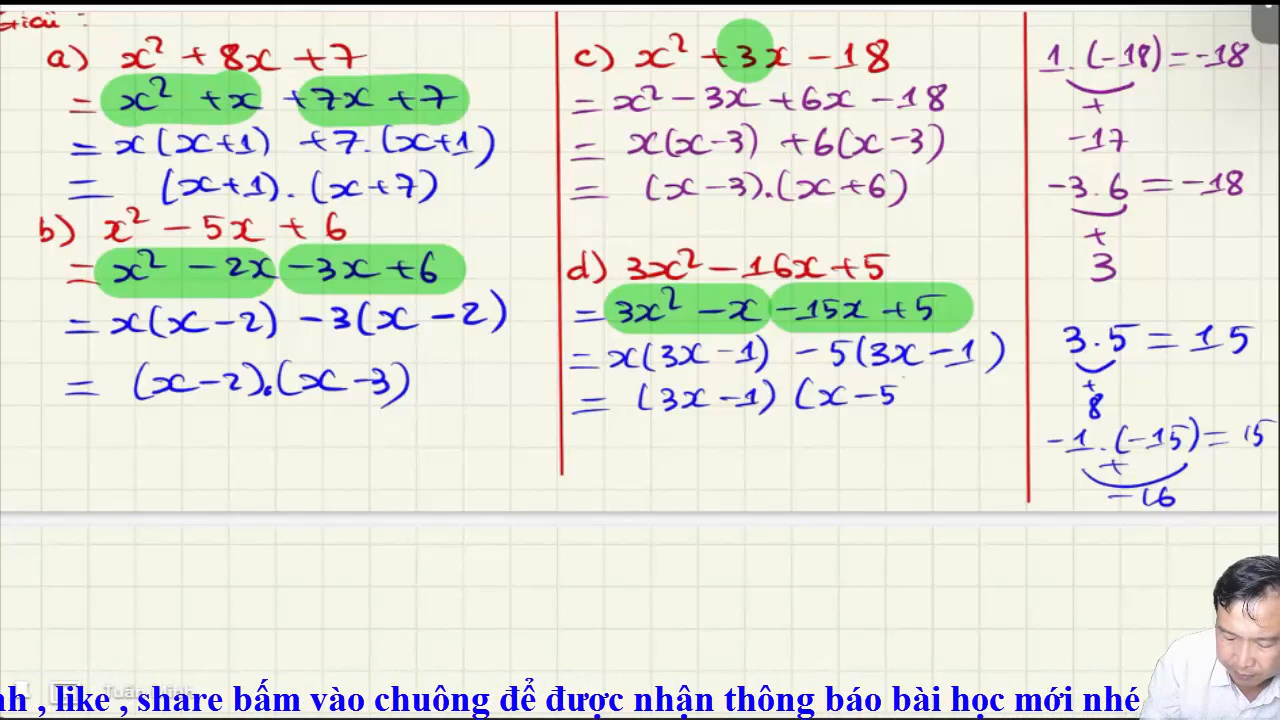 Giải :
a) x² + 8x + 7
= x² + x + 7x + 7
= x(x+1) + 7.(x+1)
= (x+1).(x+7)
b) x² - 5x + 6
= x² - 2x - 3x + 6
= x(x-2) - 3(x-2)
= (x-2).(x-3)
c) x² + 3x - 18
= x² - 3x + 6x - 18
= x(x-3) + 6(x-3)
= (x-3).(x+6)
d) 3x² - 16x + 5
= 3x² - x - 15x + 5
= x(3x-1) - 5(3x-1)
= (3x-1) (x-5
1.(-18) = -18
+
-17
-3.6 = -18
+
3
3.5 = 15
+
8
-1.(-15) = 15
+
-16
, like , share bấm vào chuông để được nhận thông báo bài học mới nhé